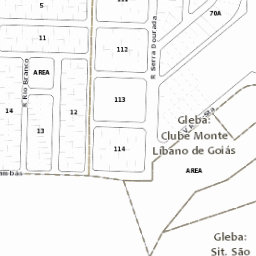 5
111
70A
11
112
R Serra Dourada
R Rio Branco
AREA
113
14
13
12
Gleba:
Clube Monte
Líbano de Goiás
114
AREA
Gleba:
Sit. São